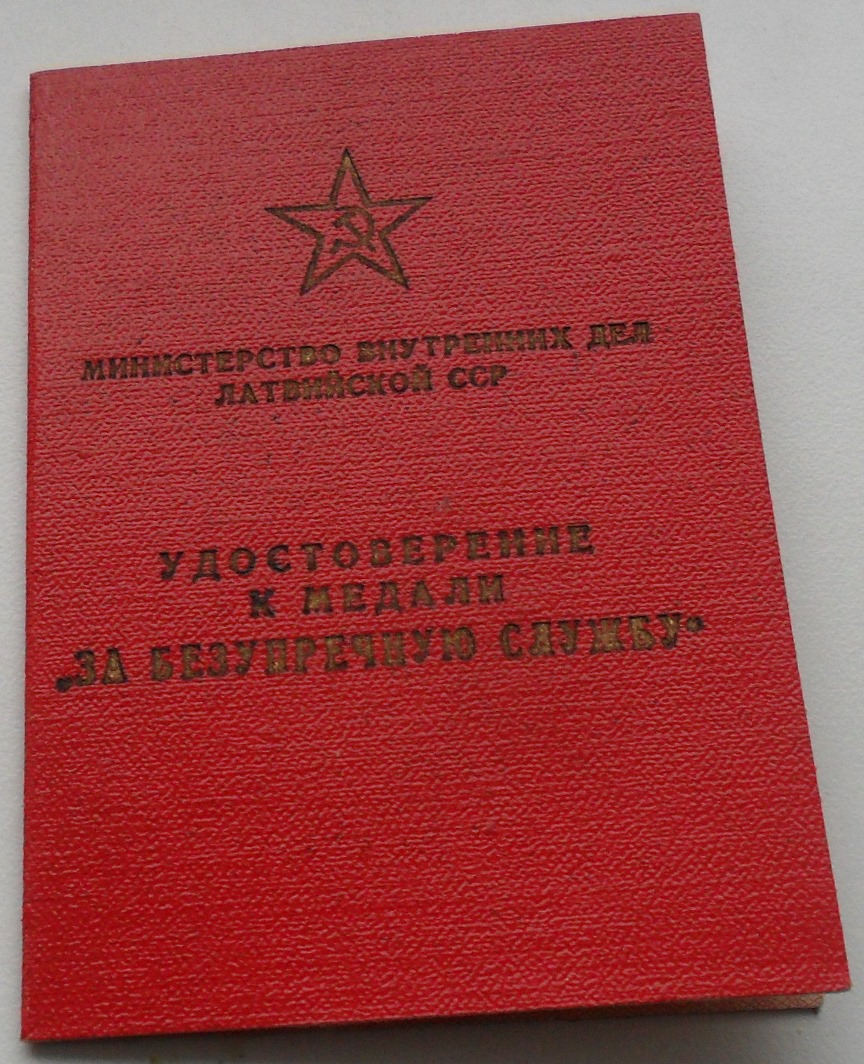 МИНИСТЕРСТВО ВНУТРЕННИХ ДЕЛ
ЛАТВИЙСКОЙ ССР
УДОСТОВЕРЕНИЕ
К МЕДАЛИ
„ЗА БЕЗУПРЕЧНУЮ СЛУЖБУ“